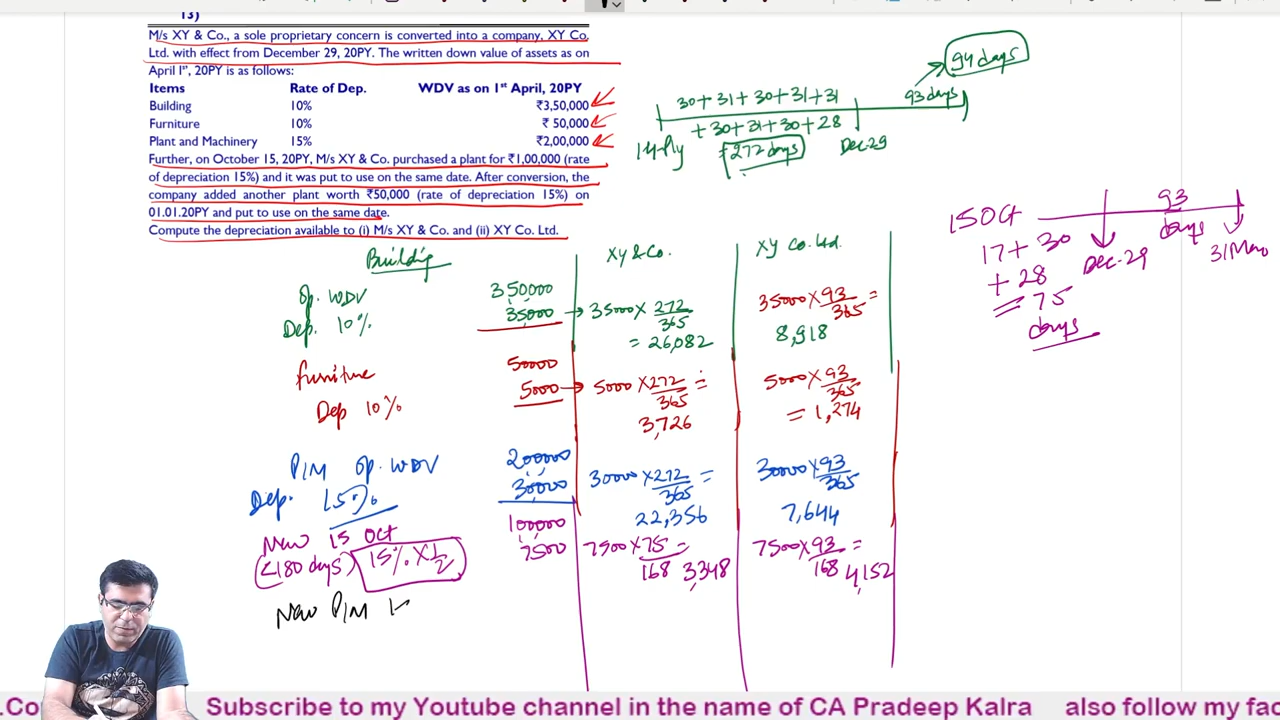 13)
M/s XY & Co., a sole proprietary concern is converted into a company, XY Co.
Ltd. with effect from December 29, 20PY. The written down value of assets as on
April 1st, 20PY is as follows:
Items Rate of Dep. WDV as on 1st April, 20PY
Building 10% ₹3,50,000
Furniture 10% ₹ 50,000
Plant and Machinery 15% ₹2,00,000
Further, on October 15, 20PY, M/s XY & Co. purchased a plant for ₹1,00,000 (rate
of depreciation 15%) and it was put to use on the same date. After conversion, the
company added another plant worth ₹50,000 (rate of depreciation 15%) on
01.01.20PY and put to use on the same date.
Compute the depreciation available to (i) M/s XY & Co. and (ii) XY Co. Ltd.
94 days
30+31+30+31+31
93 days
+30+31+30+28
=272 days
Dec-29
15 Oct
93 days
17+30
+28
Dec-29
31 Mar
= 75
days
Building XY & Co. XY Co. Ltd.
Op. WDV 350000
Dep. 10% 35000 → 35000 × 272/365 35000 × 93/365 =
= 26,082 8,918
Furniture 50000
Dep 10% 5000 → 5000 × 272/365 = 5000 × 93/365
3,726 = 1,274
P/M Op. WDV 200000
Dep. 15% 30000 30000 × 272/365 = 30000 × 93/365
22,356 7,644
New 15 Oct 100000
(<180 days) 15% × 1/2 7500 7500 × 75/168 = 7500 × 93/168 =
3,348 4,152
New P/M
Subscribe to my Youtube channel in the name of CA Pradeep Kalra also follow my fac